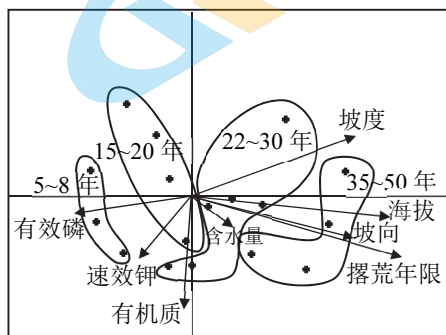 坡度
22~30 年
15~20 年
5~8 年
35~50 年
有效磷
海拔
含水量
坡向
速效钾
撂荒年限
有机质